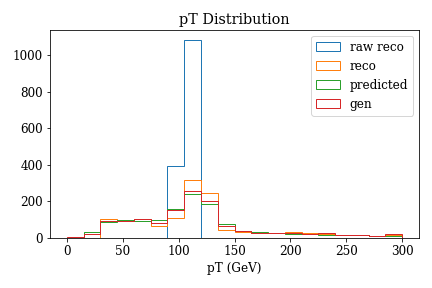 pT Distribution
raw reco
reco
predicted
gen
1000
800
600
400
200
0
0 50 100 150 200 250 300
pT (GeV)